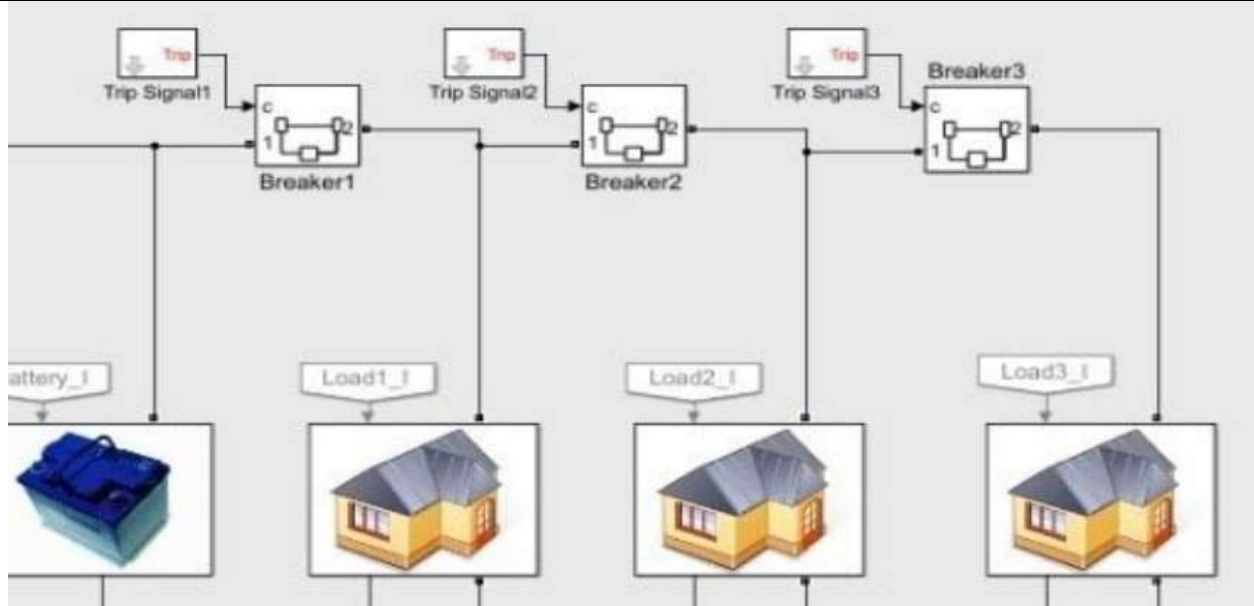 Trip
Trip Signal1
c
1
2
Breaker1
Trip
Trip Signal2
c
1
2
Breaker2
Trip
Trip Signal3
Breaker3
c
1
2
attery_I
Load1_I
Load2_I
Load3_I